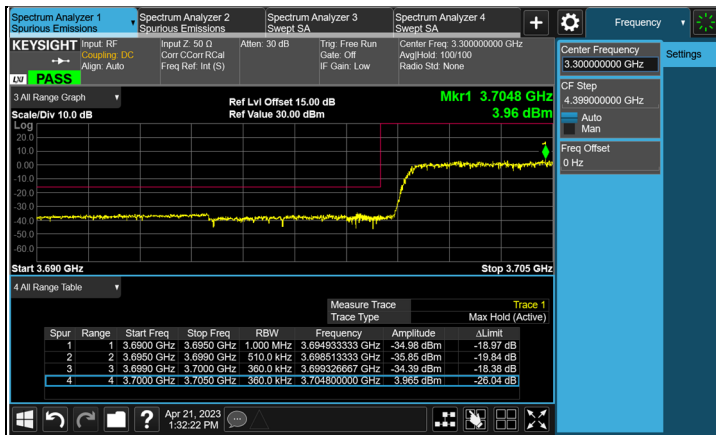 Spectrum Analyzer 1
Spurious Emissions
Spectrum Analyzer 2
Spurious Emissions
Spectrum Analyzer 3
Swept SA
Spectrum Analyzer 4
Swept SA
Frequency
KEYSIGHT
Input: RF
Coupling: DC
Align: Auto
Input Z: 50 Ω
Corr CCorr RCal
Freq Ref: Int (S)
Atten: 30 dB
Trig: Free Run
Gate: Off
IF Gain: Low
Center Freq: 3.300000000 GHz
Avg|Hold: 100/100
Radio Std: None
LXI
PASS
Center Frequency
3.300000000 GHz
Settings
CF Step
4.399000000 GHz
Auto
Man
Freq Offset
0 Hz
3 All Range Graph
Scale/Div 10.0 dB
Ref Lvl Offset 15.00 dB
Ref Value 30.00 dBm
Mkr1 3.7048 GHz
3.96 dBm
Log
20.0
10.0
0.00
-10.0
-20.0
-30.0
-40.0
-50.0
-60.0
1
Start 3.690 GHz
Stop 3.705 GHz
4 All Range Table
Measure Trace Trace 1
Trace Type Max Hold (Active)
Spur Range Start Freq Stop Freq RBW Frequency Amplitude ΔLimit
1 1 3.6900 GHz 3.6950 GHz 1.000 MHz 3.694933333 GHz -34.98 dBm -18.97 dB
2 2 3.6950 GHz 3.6990 GHz 510.0 kHz 3.698513333 GHz -35.85 dBm -19.84 dB
3 3 3.6990 GHz 3.7000 GHz 360.0 kHz 3.699326667 GHz -34.39 dBm -18.38 dB
4 4 3.7000 GHz 3.7050 GHz 360.0 kHz 3.704800000 GHz 3.965 dBm -26.04 dB
Apr 21, 2023
1:32:22 PM